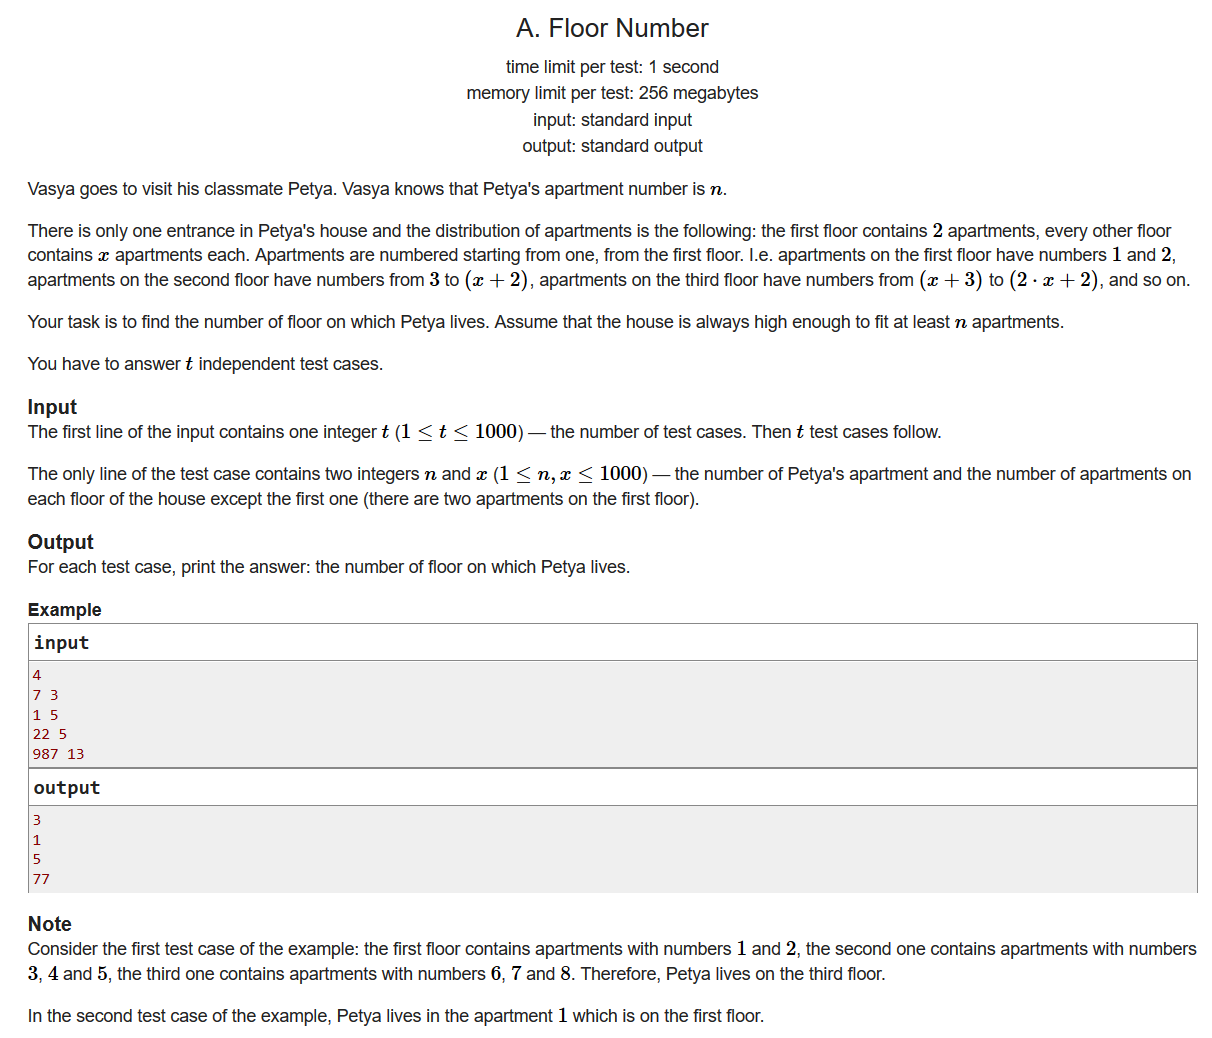 A. Floor Number
time limit per test: 1 second
memory limit per test: 256 megabytes
input: standard input
output: standard output
Vasya goes to visit his classmate Petya. Vasya knows that Petya's apartment number is n.
There is only one entrance in Petya's house and the distribution of apartments is the following: the first floor contains 2 apartments, every other floor
contains x apartments each. Apartments are numbered starting from one, from the first floor. I.e. apartments on the first floor have numbers 1 and 2,
apartments on the second floor have numbers from 3 to (x + 2), apartments on the third floor have numbers from (x + 3) to (2 · x + 2), and so on.
Your task is to find the number of floor on which Petya lives. Assume that the house is always high enough to fit at least n apartments.
You have to answer t independent test cases.
Input
The first line of the input contains one integer t (1 ≤ t ≤ 1000) — the number of test cases. Then t test cases follow.
The only line of the test case contains two integers n and x (1 ≤ n, x ≤ 1000) — the number of Petya's apartment and the number of apartments on
each floor of the house except the first one (there are two apartments on the first floor).
Output
For each test case, print the answer: the number of floor on which Petya lives.
Example
input
4
7 3
1 5
22 5
987 13
output
3
1
5
77
Note
Consider the first test case of the example: the first floor contains apartments with numbers 1 and 2, the second one contains apartments with numbers
3, 4 and 5, the third one contains apartments with numbers 6, 7 and 8. Therefore, Petya lives on the third floor.
In the second test case of the example, Petya lives in the apartment 1 which is on the first floor.